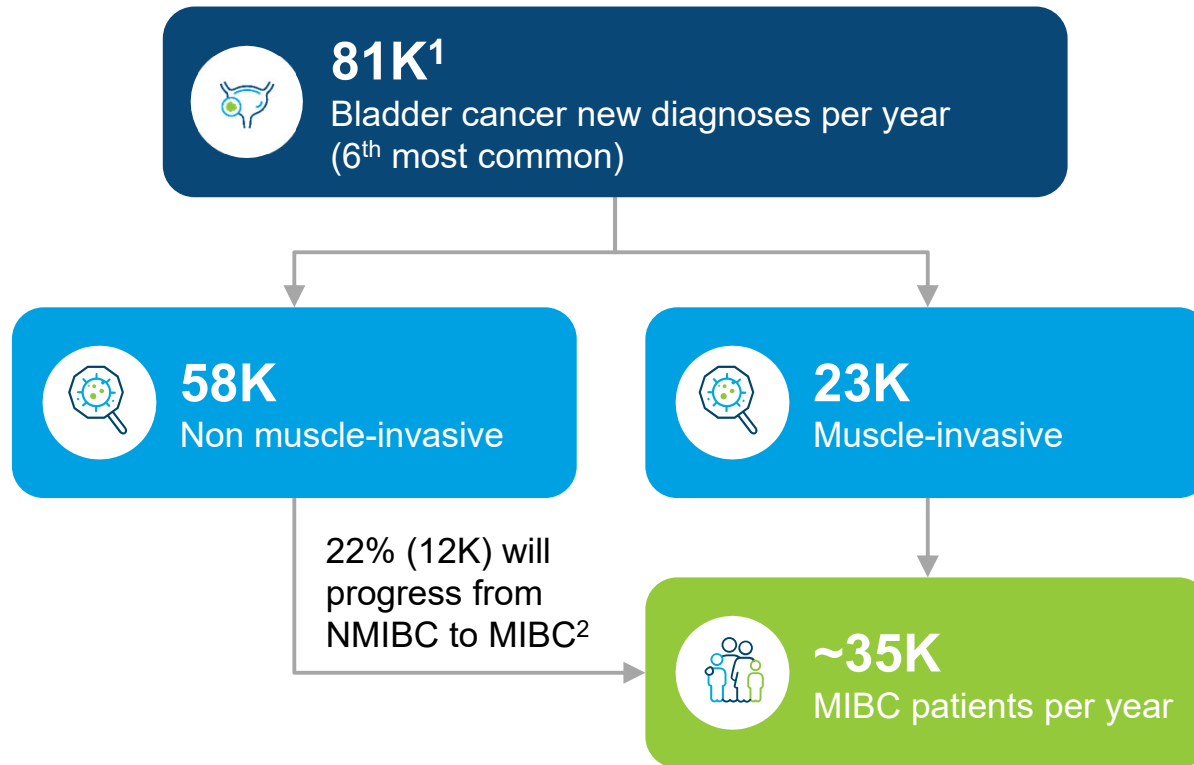 81K¹
Bladder cancer new diagnoses per year
(6th most common)
58K
Non muscle-invasive
23K
Muscle-invasive
22% (12K) will
progress from
NMIBC to MIBC²
~35K
MIBC patients per year